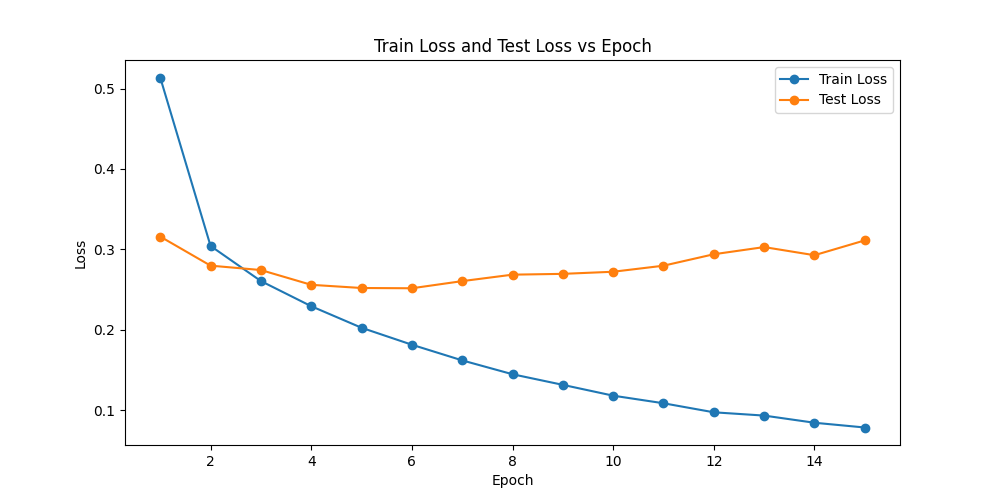 Train Loss and Test Loss vs Epoch
Train Loss
Test Loss
0.5
0.4
0.3
0.2
0.1
Loss
2 4 6 8 10 12 14
Epoch